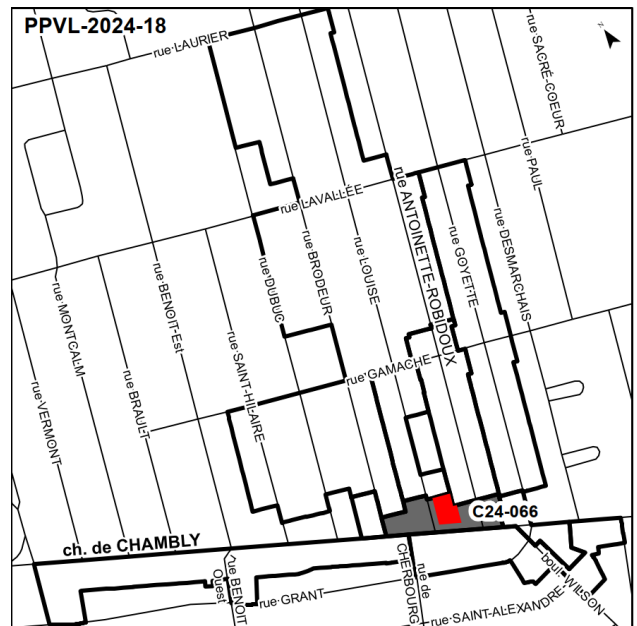 PPVL-2024-18
rue LAURIER
rue SACRÉ-COEUR
rue PAUL
rue LAVALLÉE
rue ANTOINETTE-ROBIDOUX
rue GOYETTE
rue DESMARCHAIS
rue LOUISE
rue BRODEUR
rue DUBUC
rue BENOIT-Est
rue MONTCALM
rue SAINT-HILAIRE
rue GAMACHE
rue BRAULT
rue VERMONT
C24-066
ch. de CHAMBLY
rue BENOIT
Ouest
rue GRANT
rue de
CHERBOURG
boul. WILSON
rue SAINT-ALEXANDRE